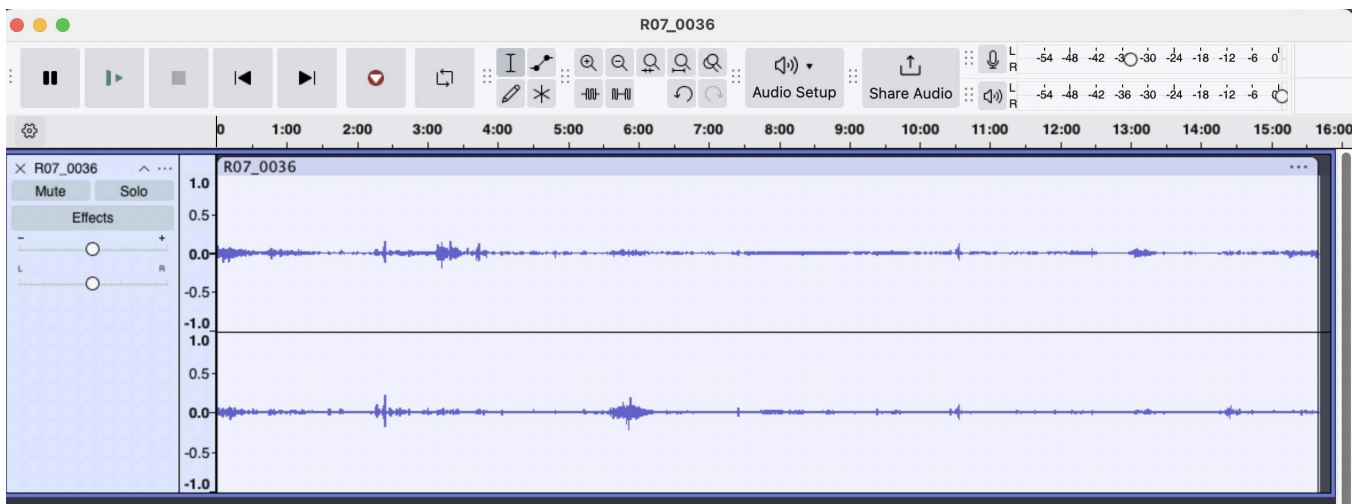 R07_0036
L R -54 -48 -42 -30 -24 -18 -12 -6 0
Audio Setup
Share Audio
L R -54 -48 -42 -36 -30 -24 -18 -12 -6
0 1:00 2:00 3:00 4:00 5:00 6:00 7:00 8:00 9:00 10:00 11:00 12:00 13:00 14:00 15:00 16:00
R07_0036
R07_0036
Mute Solo
Effects
- +
L R
1.0
0.5
0.0
-0.5
-1.0
1.0
0.5
0.0
-0.5
-1.0